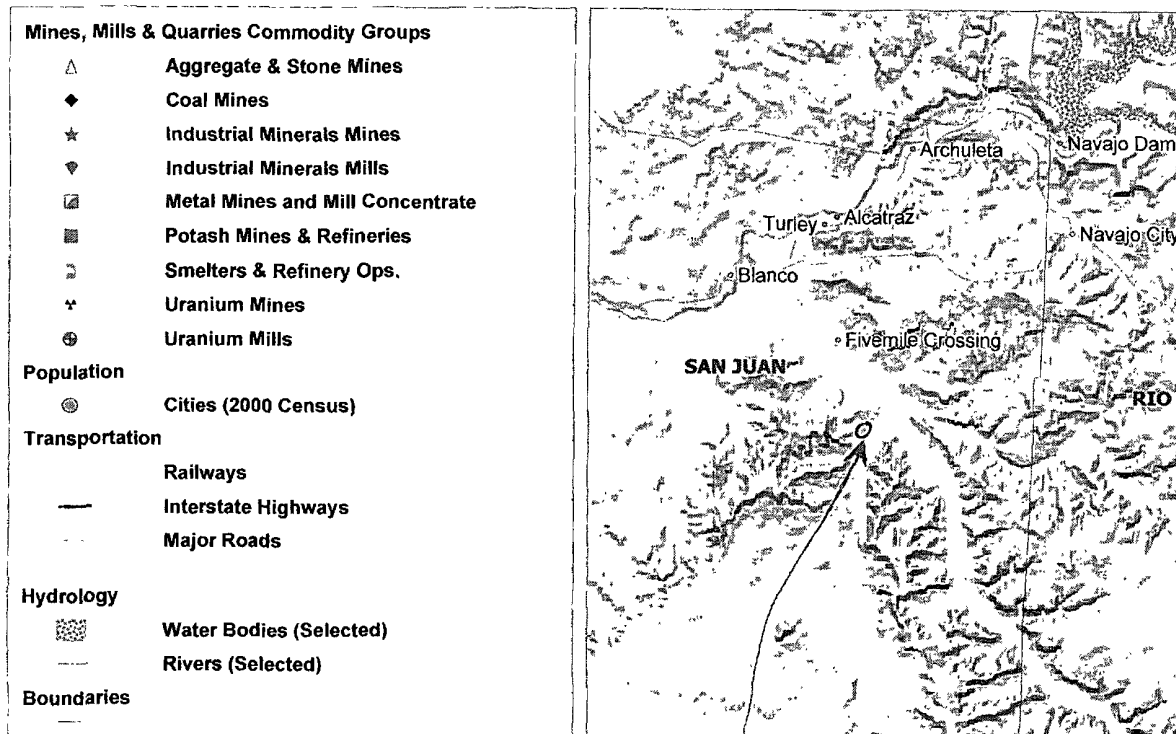 Mines, Mills & Quarries Commodity Groups
Aggregate & Stone Mines
Coal Mines
Industrial Minerals Mines
Industrial Minerals Mills
Metal Mines and Mill Concentrate
Potash Mines & Refineries
Smelters & Refinery Ops.
Uranium Mines
Uranium Mills
Population
Cities (2000 Census)
Transportation
Railways
Interstate Highways
Major Roads
Hydrology
Water Bodies (Selected)
Rivers (Selected)
Boundaries
Archuleta
Navajo Dam
Turley
Alcatraz
Navajo City
Blanco
Fivemile Crossing
SAN JUAN
RIO